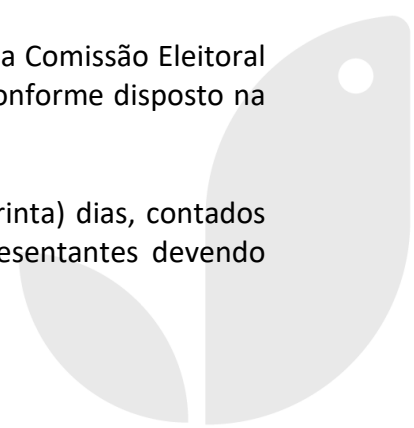 a Comissão Eleitoral
onforme disposto na
rinta) dias, contados
esentantes devendo